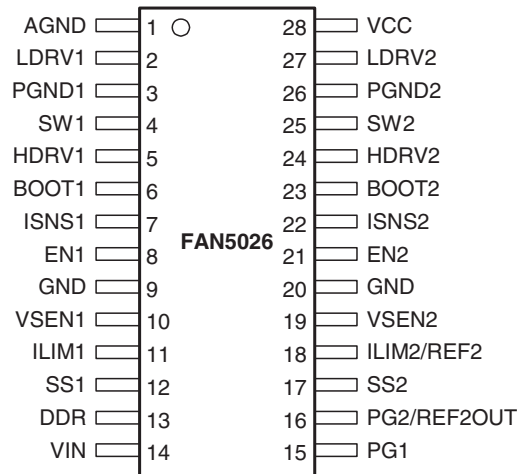 AGND 1 28 VCC
LDRV1 2 27 LDRV2
PGND1 3 26 PGND2
SW1 4 25 SW2
HDRV1 5 24 HDRV2
BOOT1 6 23 BOOT2
ISNS1 7 22 ISNS2
FAN5026
EN1 8 21 EN2
GND 9 20 GND
VSEN1 10 19 VSEN2
ILIM1 11 18 ILIM2/REF2
SS1 12 17 SS2
DDR 13 16 PG2/REF2OUT
VIN 14 15 PG1